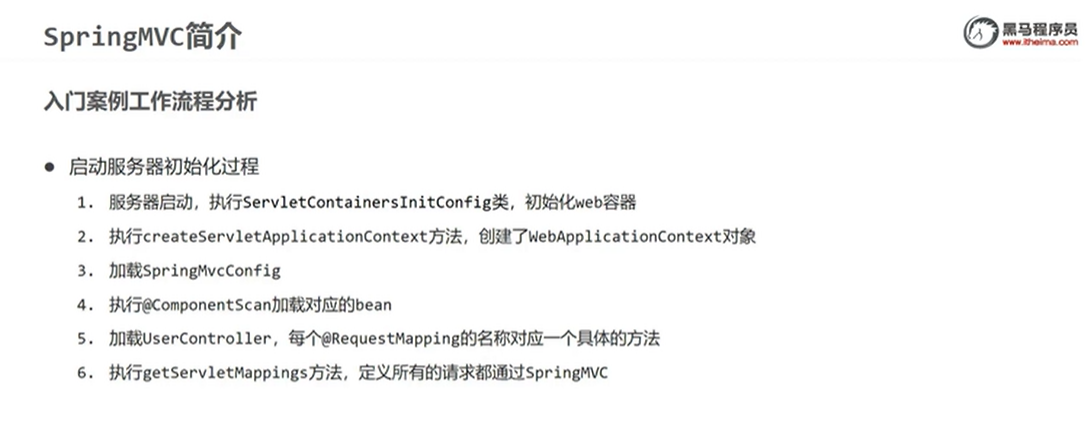 SpringMVC简介
黑马程序员
www.itheima.com
入门案例工作流程分析
● 启动服务器初始化过程
1. 服务器启动，执行ServletContainersInitConfig类，初始化web容器
2. 执行createServletApplicationContext方法，创建了WebApplicationContext对象
3. 加载SpringMvcConfig
4. 执行@ComponentScan加载对应的bean
5. 加载UserController，每个@RequestMapping的名称对应一个具体的方法
6. 执行getServletMappings方法，定义所有的请求都通过SpringMVC